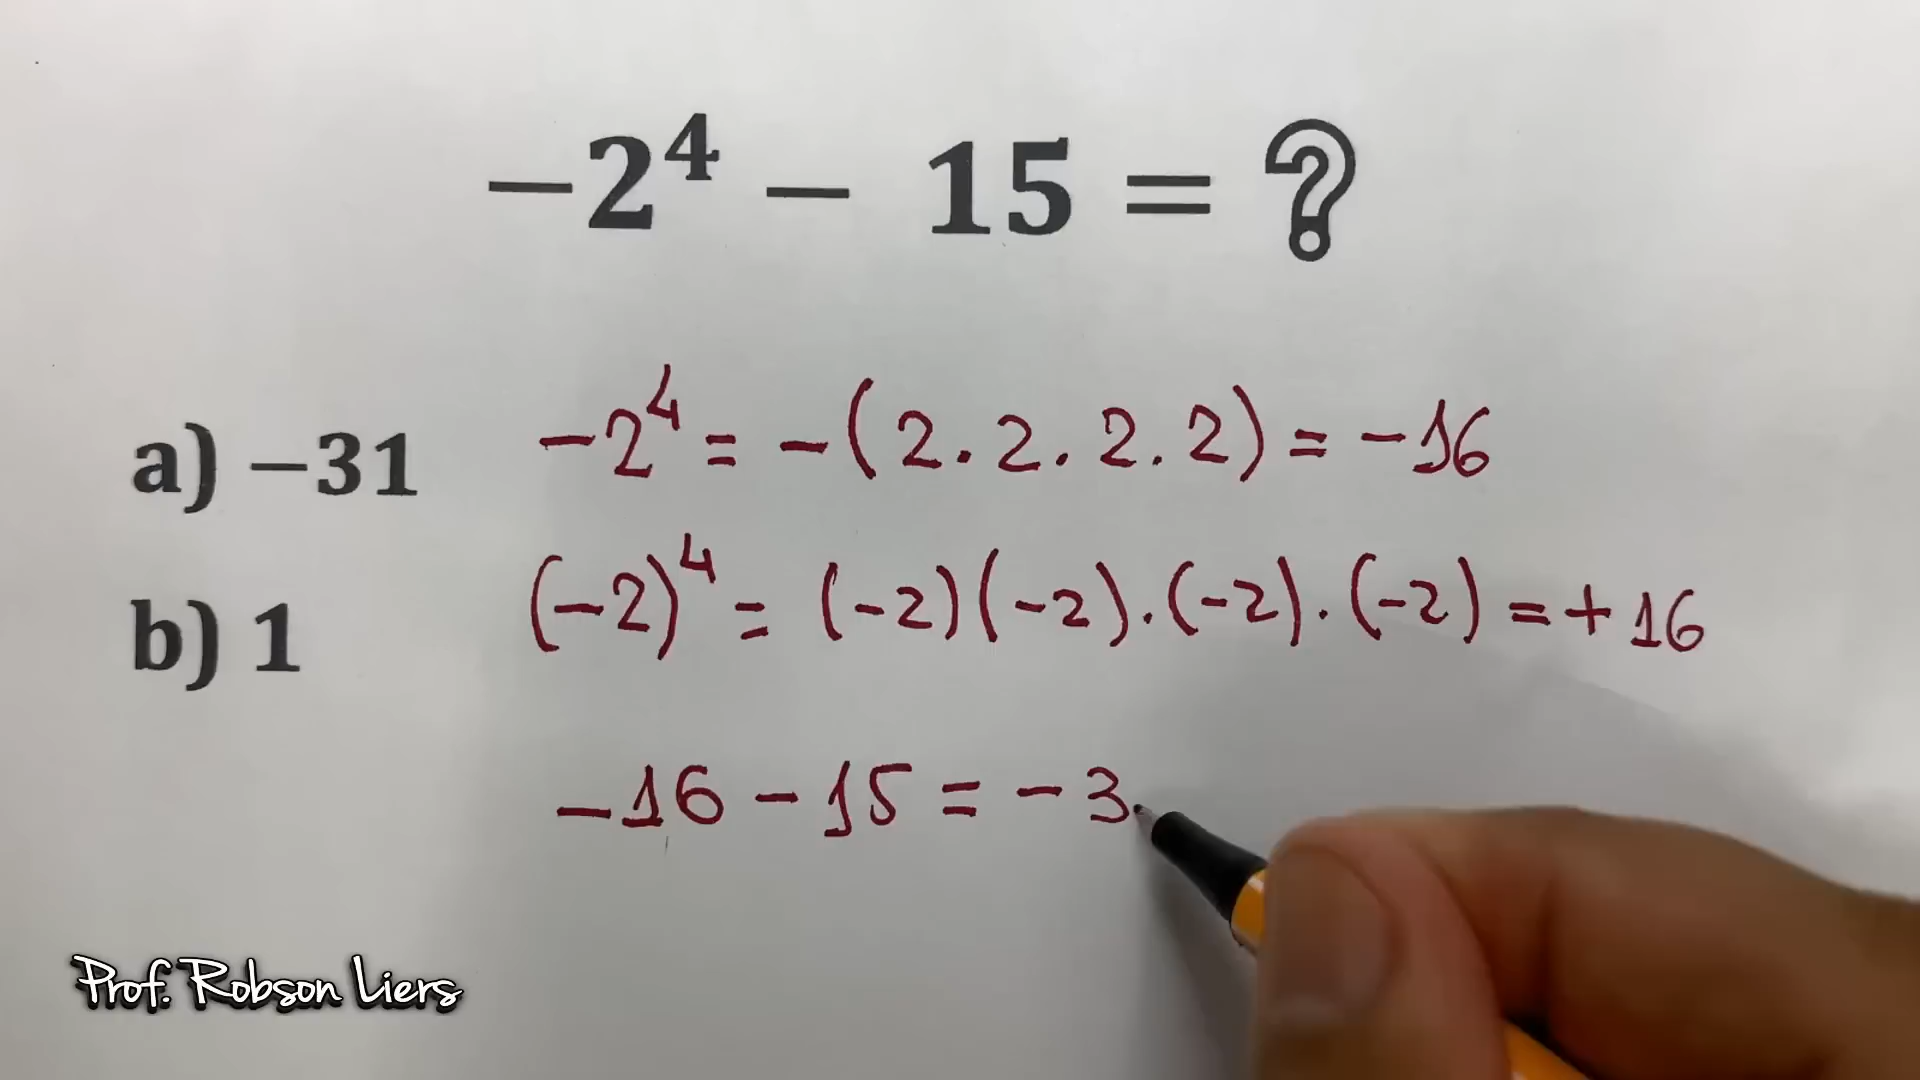 −2⁴ − 15 = ?
a) −31
−2⁴ = −(2.2.2.2) = −16
b) 1
(−2)⁴ = (−2)(−2).(−2).(−2) = +16
−16 − 15 = −3
Prof. Robson Liers